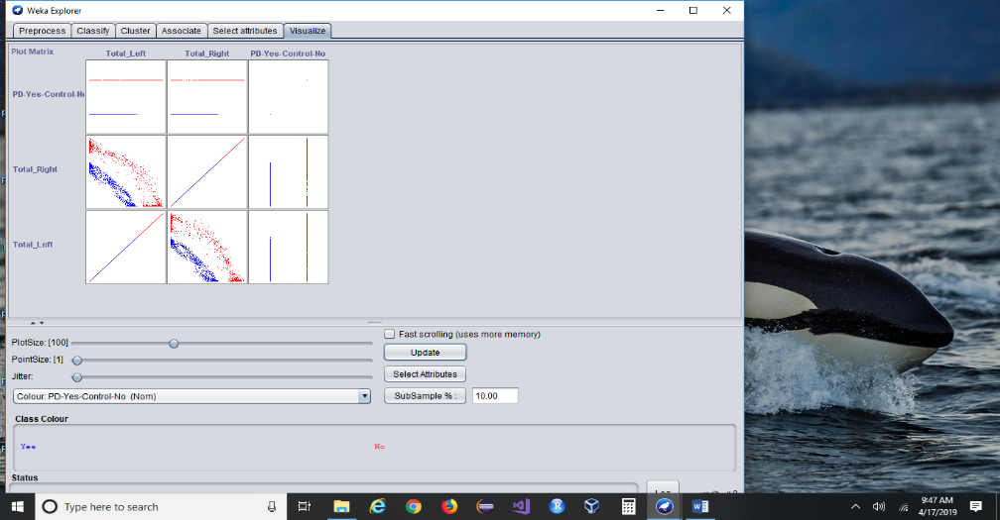 Weka Explorer
Preprocess Classify Cluster Associate Select attributes Visualize
Plot Matrix Total_Left Total_Right PD-Yes-Control-No
PD-Yes-Control-No
Total_Right
Total_Left
PlotSize: [100]
PointSize: [1]
Jitter:
Colour: PD-Yes-Control-No (Nom)
Fast scrolling (uses more memory)
Update
Select Attributes
SubSample % : 10.00
Class Colour
Yes No
Status
Type here to search
9:47 AM
4/17/2019